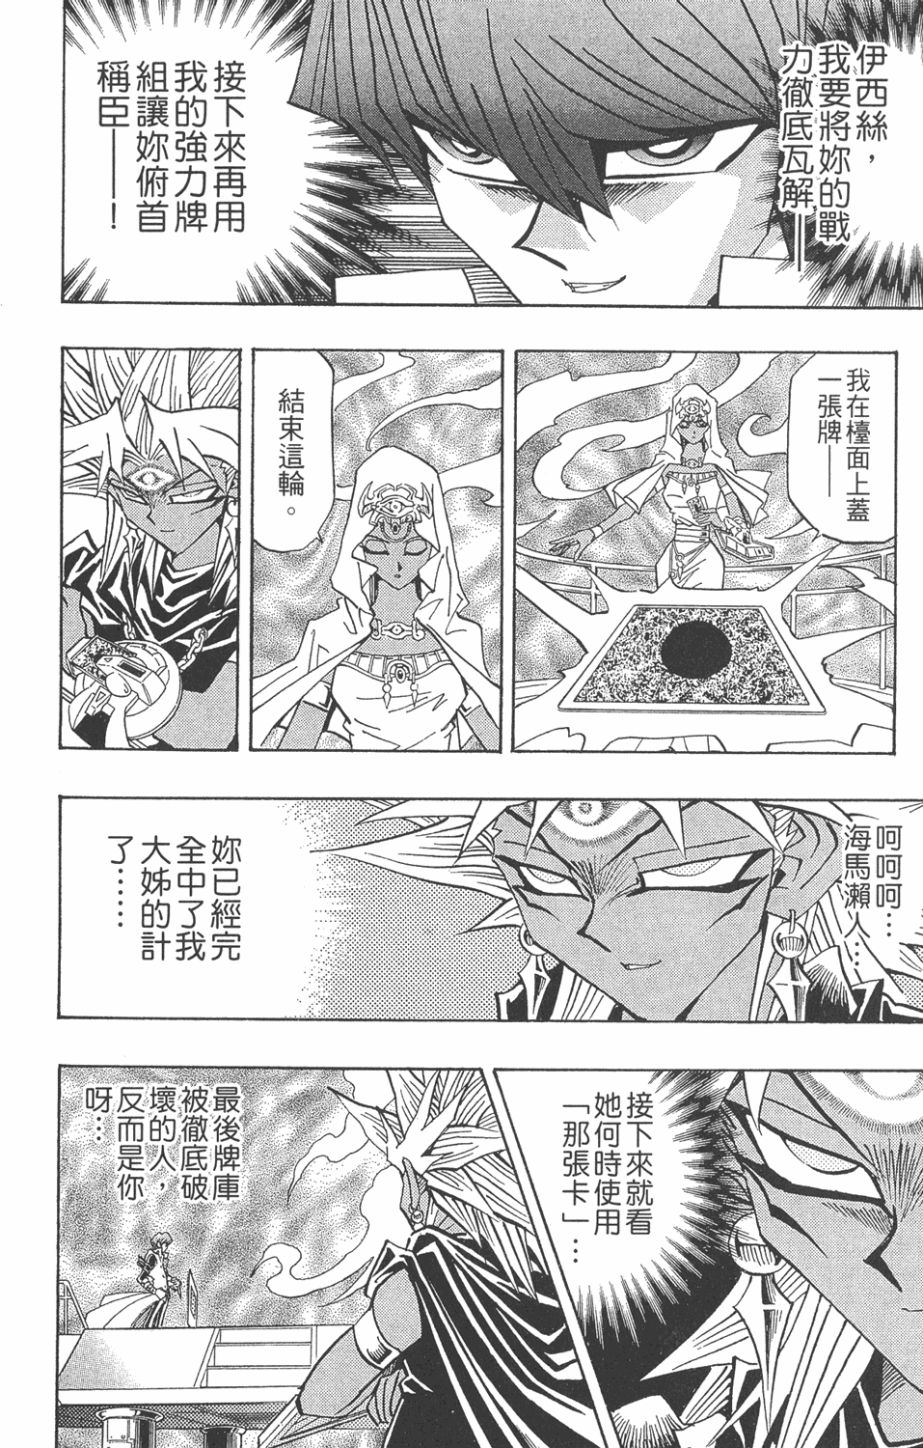 伊西絲，
我要將妳的戰
力徹底瓦解——
接下來再用
我的強力牌
組讓妳俯首
稱臣——！
我在檯面上蓋
一張牌——
結束這輪。
呵呵呵…
海馬瀨人…
妳已經完
全中了我
大姊的計
了……
接下來就看
她何時使用
「那張卡」…
最後牌庫
被徹底破
壞的人，
反而是你
呀…